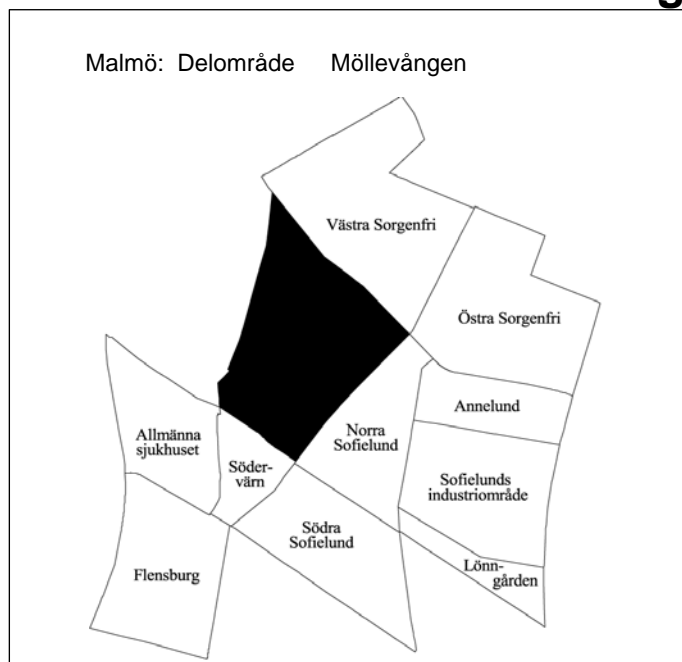 Malmö: Delområde Möllevången
Västra Sorgenfri
Östra Sorgenfri
Annelund
Norra
Sofielund
Allmänna
sjukhuset
Söder-
värn
Sofielunds
industriområde
Södra
Sofielund
Lönn-
gården
Flensburg